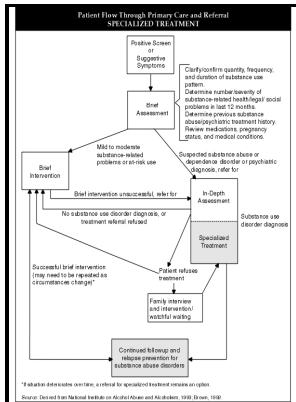 Patient Flow Through Primary Care and Referral
SPECIALIZED TREATMENT
Positive Screen
or
Suggestive
Symptoms
Clarify/confirm quantity, frequency,
and duration of substance use
pattern.
Determine number/severity of
substance-related health/legal/ social
problems in last 12 months.
Determine previous substance
abuse/psychiatric treatment history.
Review medications, pregnancy
status, and medical conditions.
Brief
Assessment
Mild to moderate
substance-related
problems or at-risk use
Suspected substance abuse or
dependence disorder or psychiatric
diagnosis, refer for
Brief
Intervention
In-Depth
Assessment
Brief intervention unsuccessful, refer for
No substance use disorder diagnosis, or
treatment referral refused
Substance use
disorder diagnosis
Specialized
Treatment
Successful brief intervention
(may need to be repeated as
circumstances change)*
Patient refuses
treatment
Family interview
and intervention/
watchful waiting
Continued followup and
relapse prevention for
substance abuse disorders
*If situation deteriorates over time, a referral for specialized treatment remains an option.
Source: Derived from National Institute on Alcohol Abuse and Alcoholism, 1993; Brown, 1992.